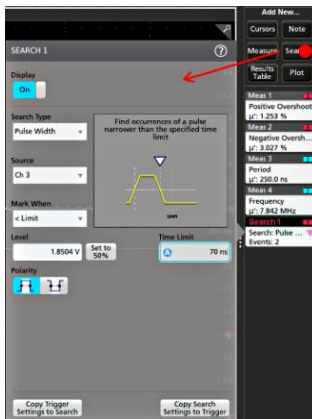 Add New...
Cursors
Note
Measure
Sear
Results
Table
Plot
SEARCH 1
Display
On
Search Type
Pulse Width
Find occurrences of a pulse
narrower than the specified time
limit
Source
Ch 3
Mark When
< Limit
Level
1.8504 V
Set to
50%
Time Limit
70 ns
Polarity
Copy Trigger
Settings to Search
Copy Search
Settings to Trigger
Meas 1
Positive Overshoot
µ': 1.253 %
Meas 2
Negative Oversh...
µ': 3.027 %
Meas 3
Period
µ': 250.0 ns
Meas 4
Frequency
µ': 7.842 MHz
Search 1
Search: Pulse ...
Events: 2